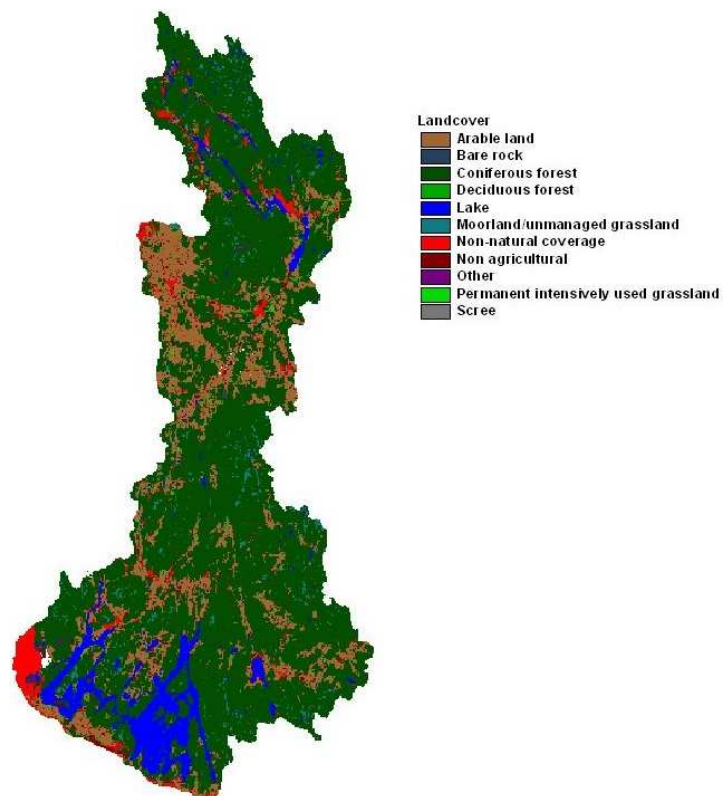 Landcover
Arable land
Bare rock
Coniferous forest
Deciduous forest
Lake
Moorland/unmanaged grassland
Non-natural coverage
Non agricultural
Other
Permanent intensively used grassland
Scree